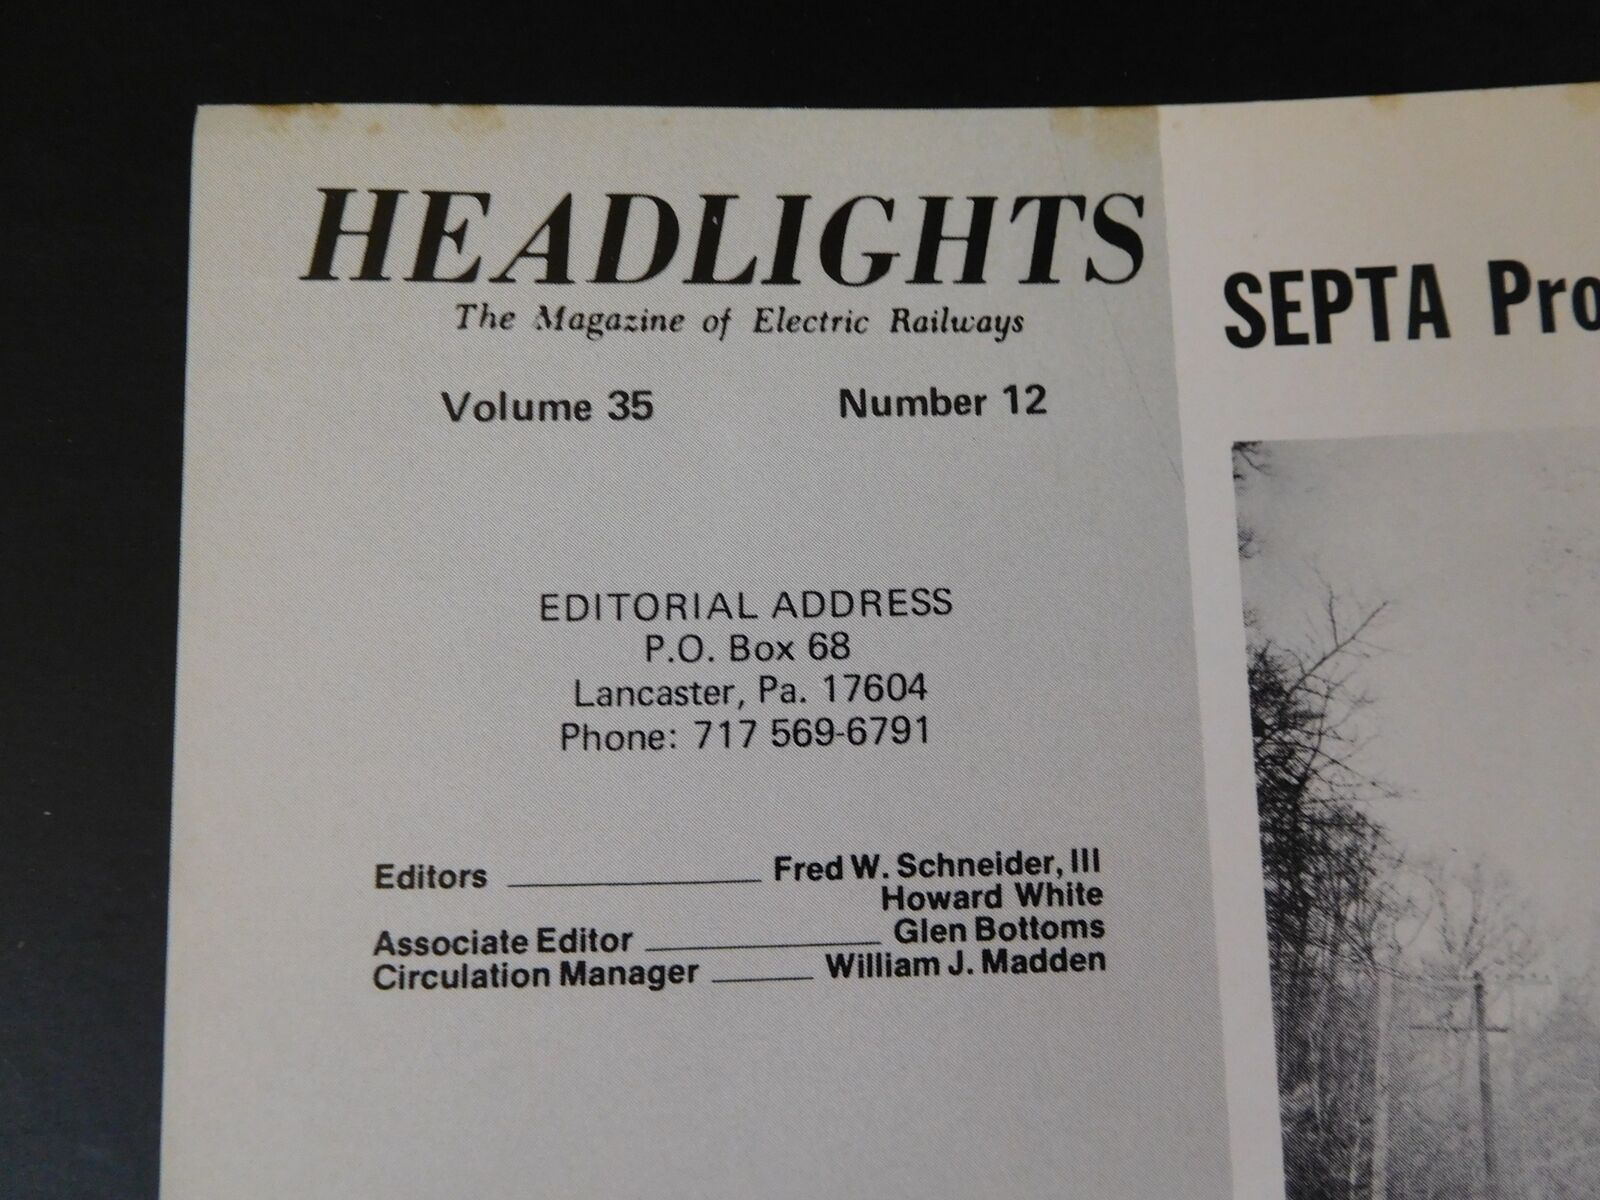 HEADLIGHTS
The Magazine of Electric Railways
Volume 35 Number 12
EDITORIAL ADDRESS
P.O. Box 68
Lancaster, Pa. 17604
Phone: 717 569-6791
Editors Fred W. Schneider, III
Howard White
Associate Editor Glen Bottoms
Circulation Manager William J. Madden
SEPTA Pro